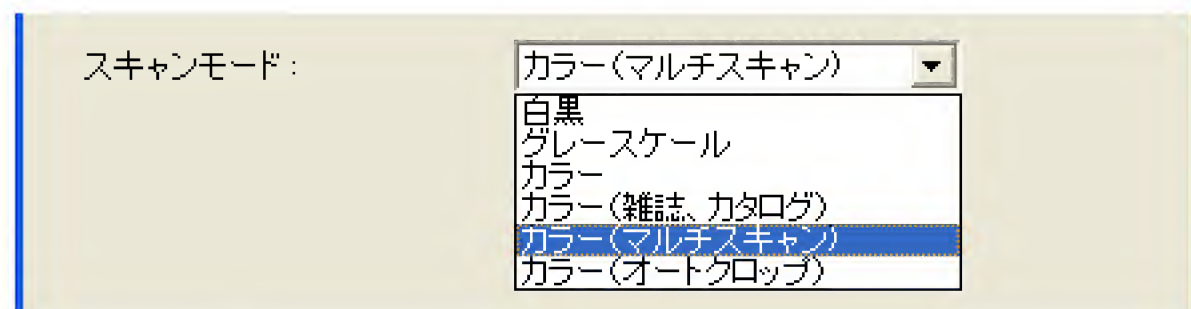 スキャンモード: カラー(マルチスキャン)
白黒
グレースケール
カラー
カラー(雑誌、カタログ)
カラー(マルチスキャン)
カラー(オートクロップ)